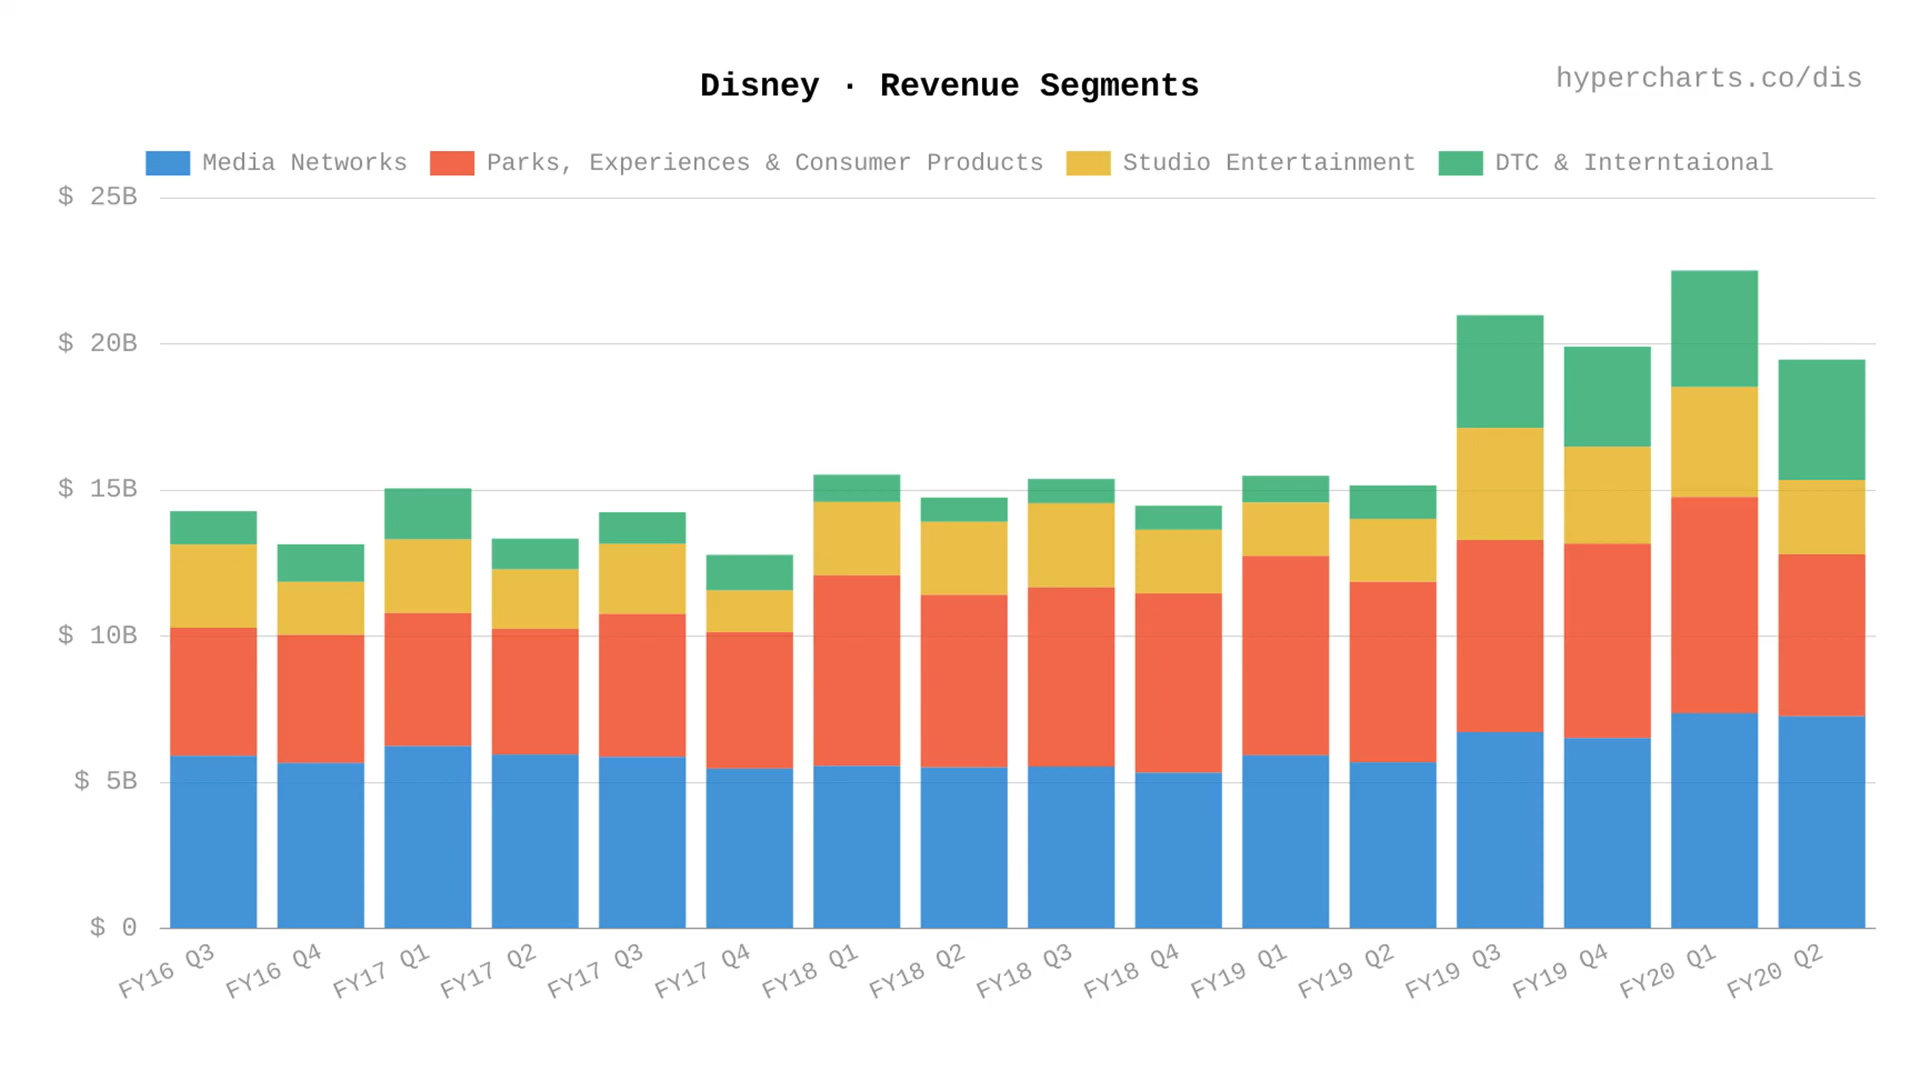 Disney · Revenue Segments
hypercharts.co/dis
Media Networks
Parks, Experiences & Consumer Products
Studio Entertainment
DTC & Interntaional
$ 25B
$ 20B
$ 15B
$ 10B
$ 5B
$ 0
FY16 Q3
FY16 Q4
FY17 Q1
FY17 Q2
FY17 Q3
FY17 Q4
FY18 Q1
FY18 Q2
FY18 Q3
FY18 Q4
FY19 Q1
FY19 Q2
FY19 Q3
FY19 Q4
FY20 Q1
FY20 Q2